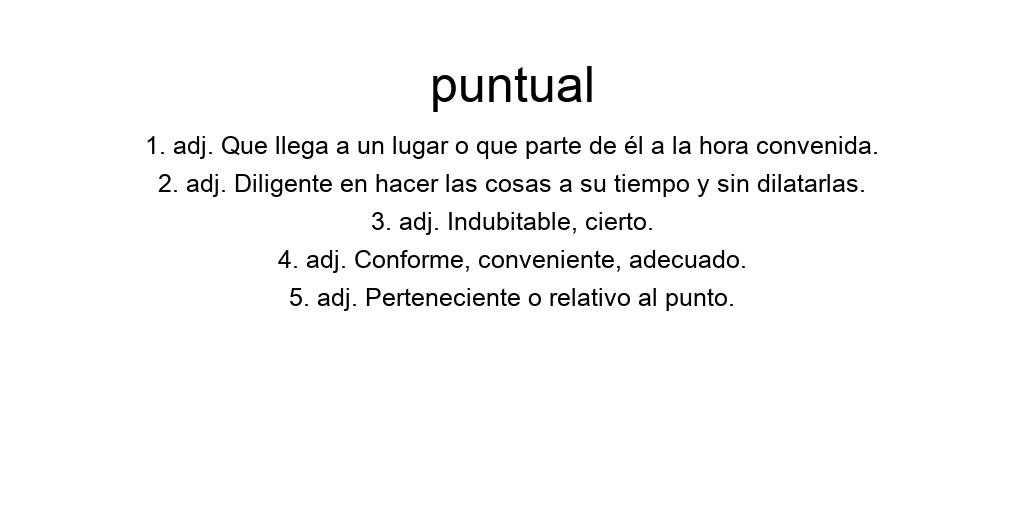 puntual
1. adj. Que llega a un lugar o que parte de él a la hora convenida.
2. adj. Diligente en hacer las cosas a su tiempo y sin dilatarlas.
3. adj. Indubitable, cierto.
4. adj. Conforme, conveniente, adecuado.
5. adj. Perteneciente o relativo al punto.